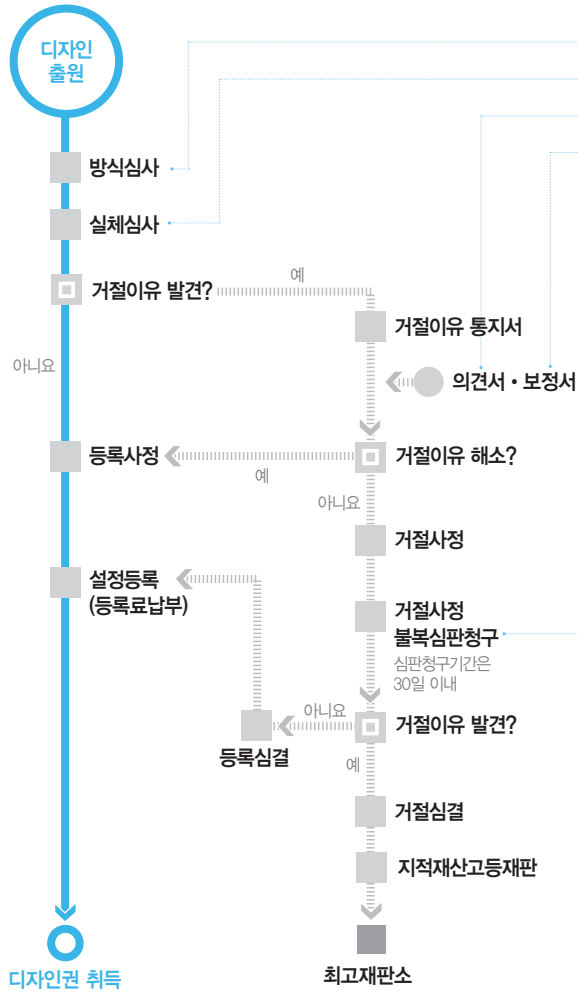 디자인
출원
방식심사
실체심사
거절이유 발견?
예
거절이유 통지서
아니요
의견서 • 보정서
등록사정
예
거절이유 해소?
아니요
거절사정
설정등록
(등록료납부)
거절사정
불복심판청구
심판청구기간은
30일 이내
아니요
거절이유 발견?
등록심결
예
거절심결
지적재산고등재판
디자인권 취득
최고재판소